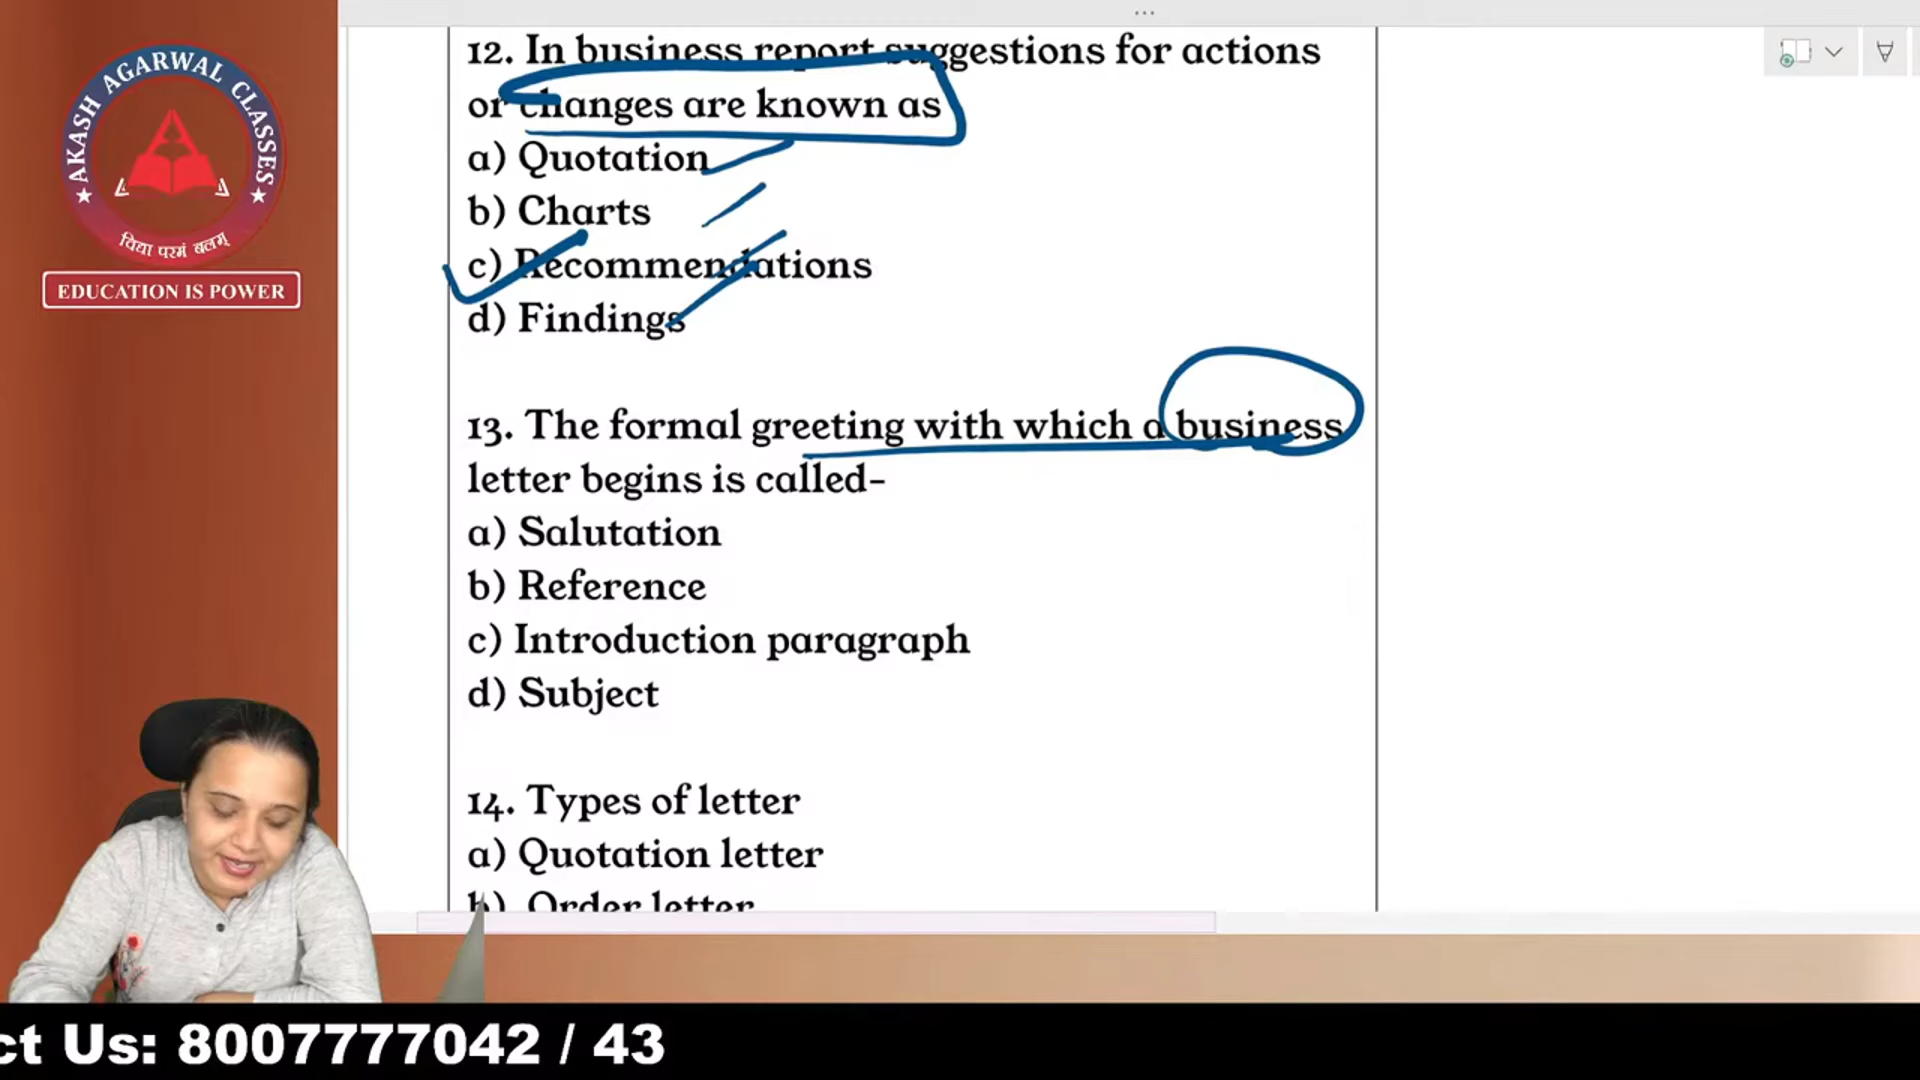 AKASH AGARWAL CLASSES
विद्या परमं बलम्
EDUCATION IS POWER
12. In business report suggestions for actions
or changes are known as
a) Quotation
b) Charts
c) Recommendations
d) Findings
13. The formal greeting with which a business
letter begins is called-
a) Salutation
b) Reference
c) Introduction paragraph
d) Subject
14. Types of letter
a) Quotation letter
b) Order letter
ct Us: 8007777042 / 43